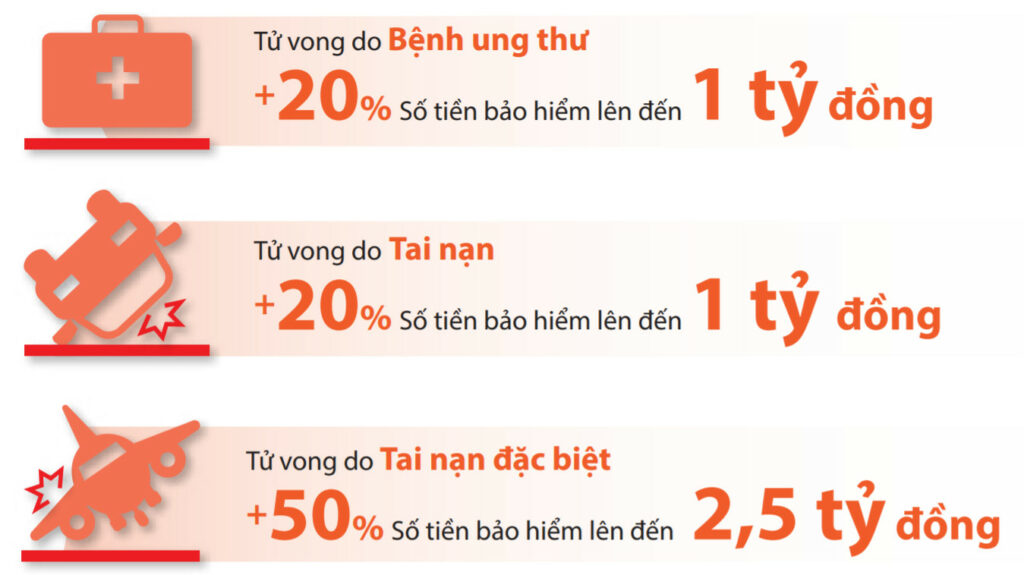 Tử vong do Bệnh ung thư
+20% Số tiền bảo hiểm lên đến 1 tỷ đồng
Tử vong do Tai nạn
+20% Số tiền bảo hiểm lên đến 1 tỷ đồng
Tử vong do Tai nạn đặc biệt
+50% Số tiền bảo hiểm lên đến 2,5 tỷ đồng